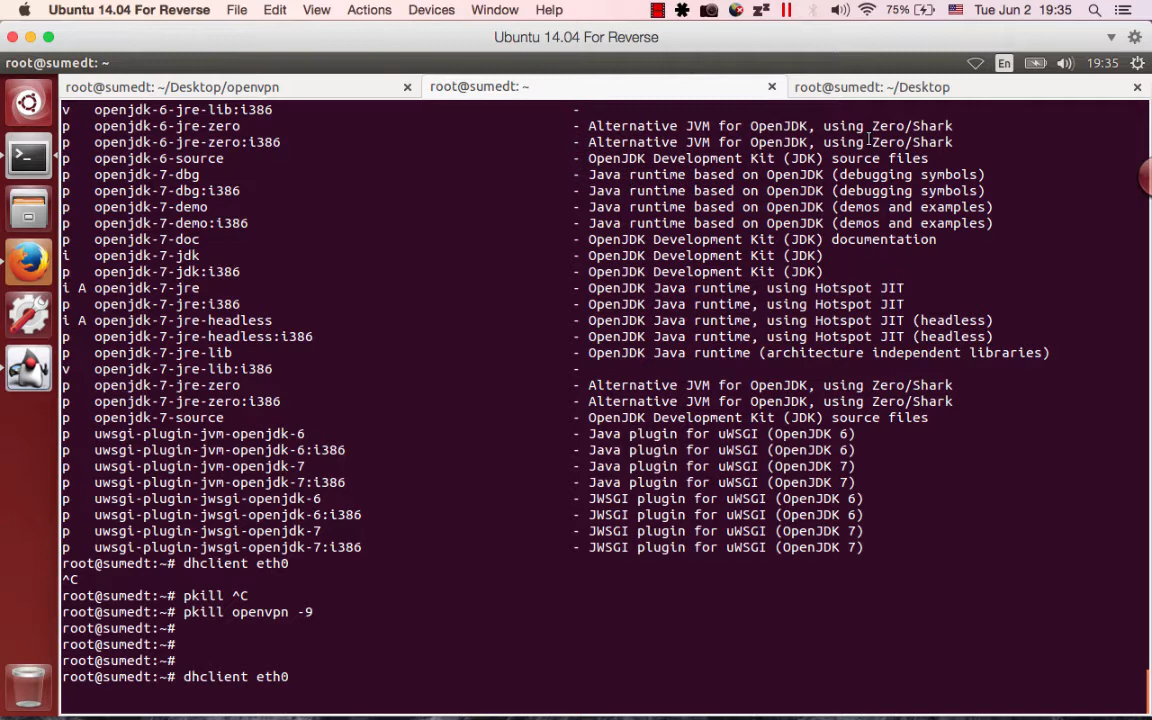 Ubuntu 14.04 For Reverse File Edit View Actions Devices Window Help 75% Tue Jun 2 19:35
Ubuntu 14.04 For Reverse
root@sumedt: ~ En 19:35
root@sumedt: ~/Desktop/openvpn × root@sumedt: ~ × root@sumedt: ~/Desktop ×
v openjdk-6-jre-lib:i386 -
p openjdk-6-jre-zero - Alternative JVM for OpenJDK, using Zero/Shark
p openjdk-6-jre-zero:i386 - Alternative JVM for OpenJDK, using Zero/Shark
p openjdk-6-source - OpenJDK Development Kit (JDK) source files
p openjdk-7-dbg - Java runtime based on OpenJDK (debugging symbols)
p openjdk-7-dbg:i386 - Java runtime based on OpenJDK (debugging symbols)
p openjdk-7-demo - Java runtime based on OpenJDK (demos and examples)
p openjdk-7-demo:i386 - Java runtime based on OpenJDK (demos and examples)
p openjdk-7-doc - OpenJDK Development Kit (JDK) documentation
i openjdk-7-jdk - OpenJDK Development Kit (JDK)
p openjdk-7-jdk:i386 - OpenJDK Development Kit (JDK)
i A openjdk-7-jre - OpenJDK Java runtime, using Hotspot JIT
p openjdk-7-jre:i386 - OpenJDK Java runtime, using Hotspot JIT
i A openjdk-7-jre-headless - OpenJDK Java runtime, using Hotspot JIT (headless)
p openjdk-7-jre-headless:i386 - OpenJDK Java runtime, using Hotspot JIT (headless)
p openjdk-7-jre-lib - OpenJDK Java runtime (architecture independent libraries)
v openjdk-7-jre-lib:i386 -
p openjdk-7-jre-zero - Alternative JVM for OpenJDK, using Zero/Shark
p openjdk-7-jre-zero:i386 - Alternative JVM for OpenJDK, using Zero/Shark
p openjdk-7-source - OpenJDK Development Kit (JDK) source files
p uwsgi-plugin-jvm-openjdk-6 - Java plugin for uWSGI (OpenJDK 6)
p uwsgi-plugin-jvm-openjdk-6:i386 - Java plugin for uWSGI (OpenJDK 6)
p uwsgi-plugin-jvm-openjdk-7 - Java plugin for uWSGI (OpenJDK 7)
p uwsgi-plugin-jvm-openjdk-7:i386 - Java plugin for uWSGI (OpenJDK 7)
p uwsgi-plugin-jwsgi-openjdk-6 - JWSGI plugin for uWSGI (OpenJDK 6)
p uwsgi-plugin-jwsgi-openjdk-6:i386 - JWSGI plugin for uWSGI (OpenJDK 6)
p uwsgi-plugin-jwsgi-openjdk-7 - JWSGI plugin for uWSGI (OpenJDK 7)
p uwsgi-plugin-jwsgi-openjdk-7:i386 - JWSGI plugin for uWSGI (OpenJDK 7)
root@sumedt:~# dhclient eth0
^C
root@sumedt:~# pkill ^C
root@sumedt:~# pkill openvpn -9
root@sumedt:~#
root@sumedt:~#
root@sumedt:~#
root@sumedt:~# dhclient eth0